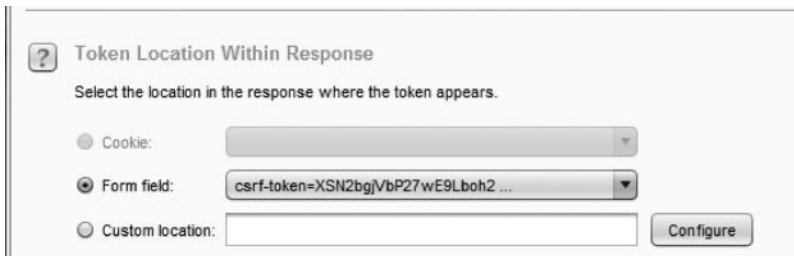 ?
Token Location Within Response
Select the location in the response where the token appears.
Cookie:
Form field: csrf-token=XSN2bgjVbP27wE9Lboh2 ...
Custom location: Configure